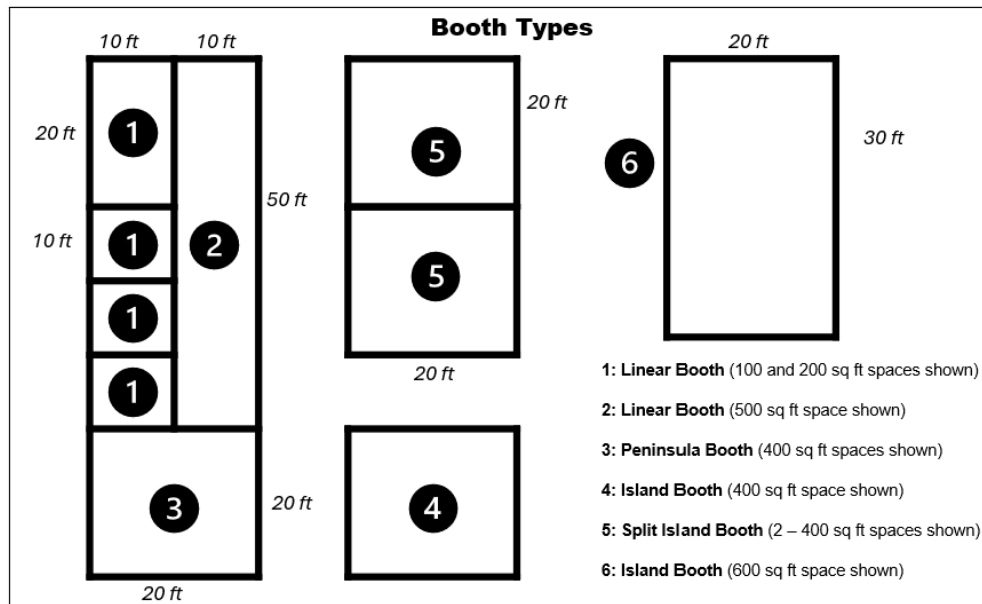 Booth Types
10 ft 10 ft 20 ft
20 ft 1 5 20 ft 6 30 ft
50 ft
10 ft 1 2 5
1
1
20 ft
3 20 ft 4
20 ft
1: Linear Booth (100 and 200 sq ft spaces shown)
2: Linear Booth (500 sq ft space shown)
3: Peninsula Booth (400 sq ft spaces shown)
4: Island Booth (400 sq ft space shown)
5: Split Island Booth (2 – 400 sq ft spaces shown)
6: Island Booth (600 sq ft space shown)